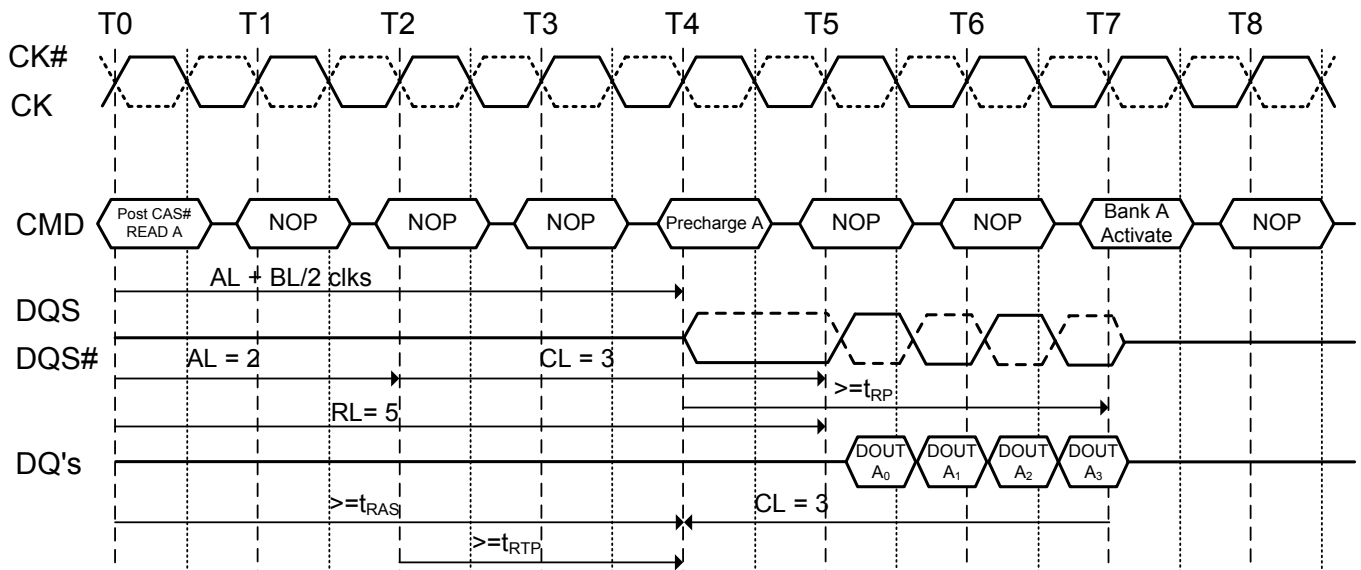 T0 T1 T2 T3 T4 T5 T6 T7 T8
CK#
CK
CMD
Post CAS#
READ A
NOP
NOP
NOP
Precharge A
NOP
NOP
Bank A
Activate
NOP
AL + BL/2 clks
DQS
DQS#
AL = 2
CL = 3
>=tRP
RL= 5
DQ's
DOUT
A0
DOUT
A1
DOUT
A2
DOUT
A3
>=tRAS
CL = 3
>=tRTP